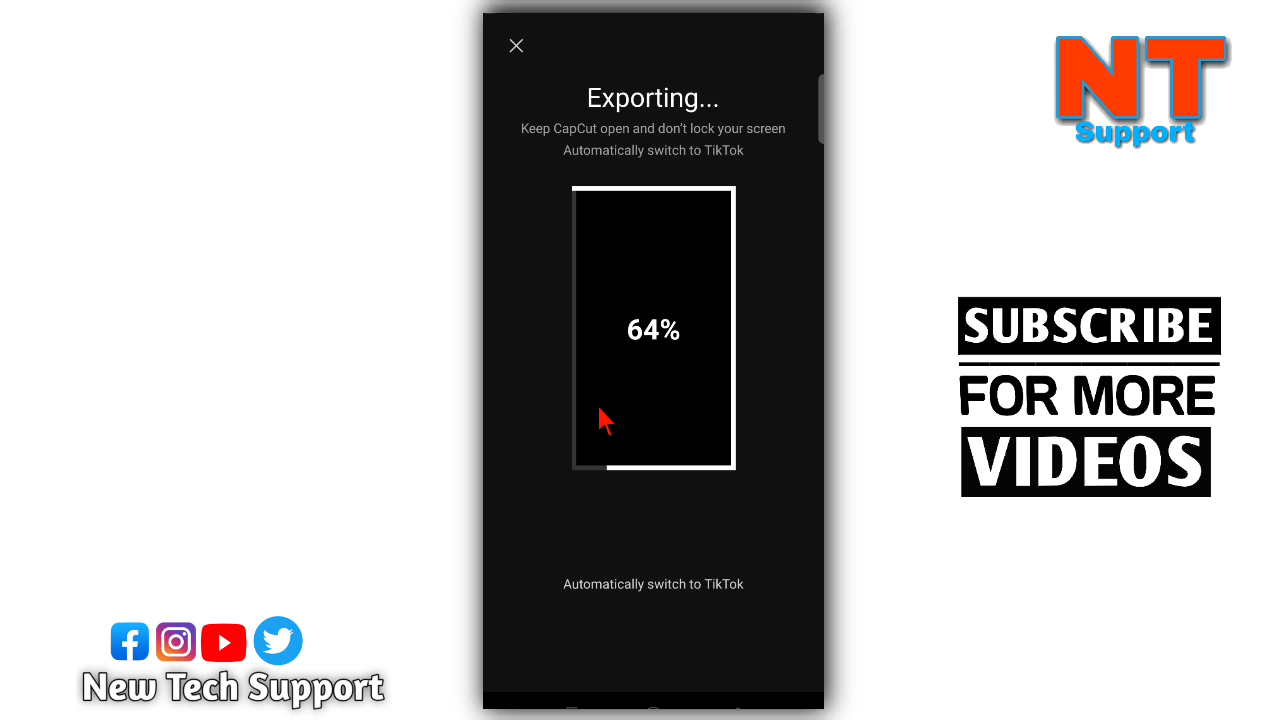 Exporting...
Keep CapCut open and don't lock your screen
Automatically switch to TikTok
64%
Automatically switch to TikTok
NT
Support
SUBSCRIBE
FOR MORE
VIDEOS
New Tech Support